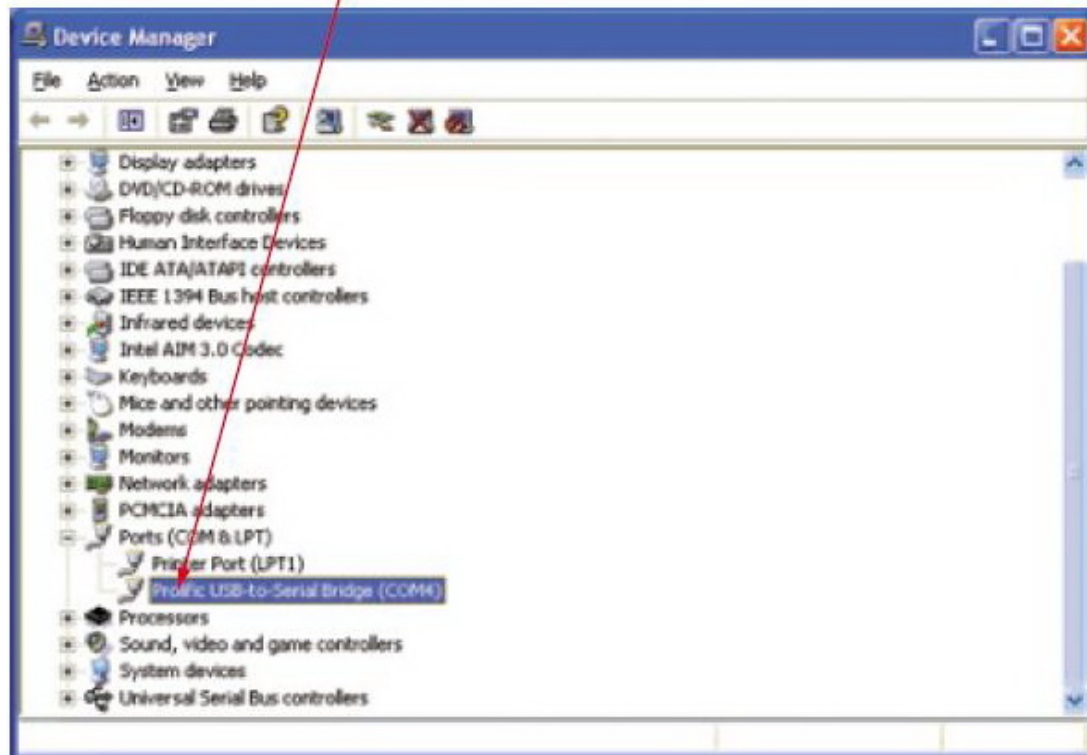 Device Manager
File Action View Help
Display adapters
DVD/CD-ROM drives
Floppy disk controllers
Human Interface Devices
IDE ATA/ATAPI controllers
IEEE 1394 Bus host controllers
Infrared devices
Intel AIM 3.0 Codec
Keyboards
Mice and other pointing devices
Modems
Monitors
Network adapters
PCMCIA adapters
Ports (COM & LPT)
Printer Port (LPT1)
Prolific USB-to-Serial Bridge (COM4)
Processors
Sound, video and game controllers
System devices
Universal Serial Bus controllers